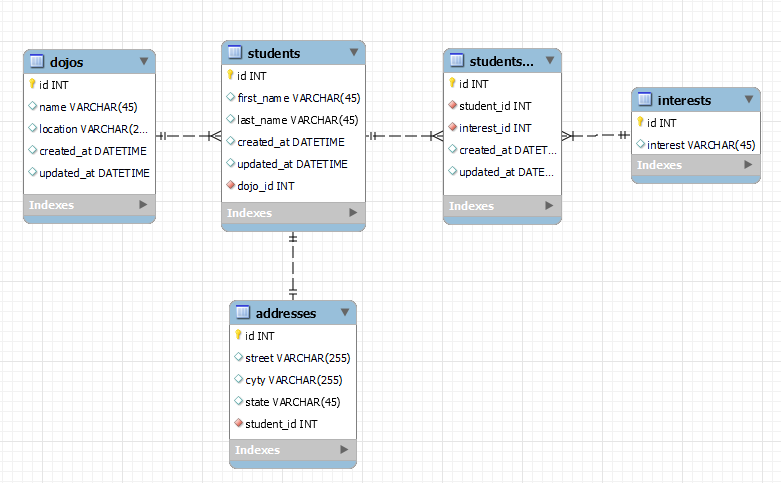 dojos
id INT
name VARCHAR(45)
location VARCHAR(2...
created_at DATETIME
updated_at DATETIME
Indexes
students
id INT
first_name VARCHAR(45)
last_name VARCHAR(45)
created_at DATETIME
updated_at DATETIME
dojo_id INT
Indexes
students...
id INT
student_id INT
interest_id INT
created_at DATET...
updated_at DATE...
Indexes
interests
id INT
interest VARCHAR(45)
Indexes
addresses
id INT
street VARCHAR(255)
cyty VARCHAR(255)
state VARCHAR(45)
student_id INT
Indexes